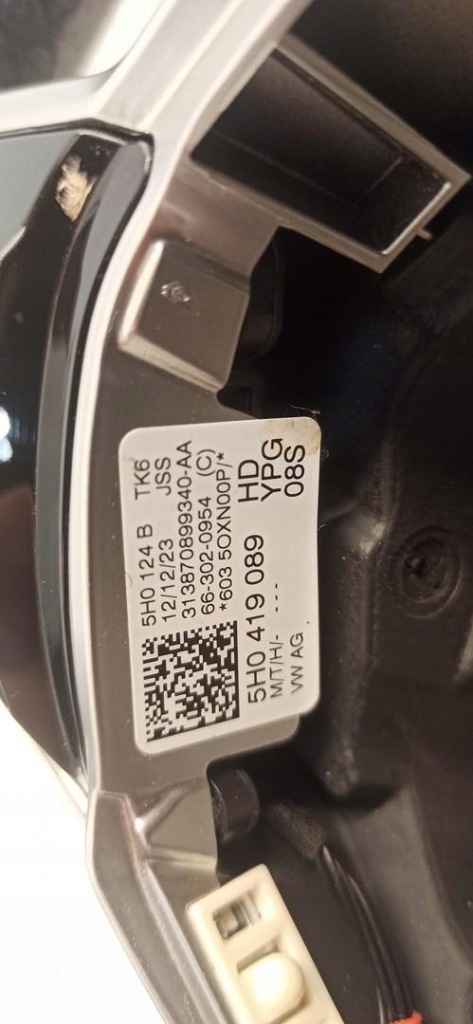 5H0 124 B TK6
12/12/23 JSS
313870899340-AA
66-302-0954 (C)
*603 5OXN00P/*
5H0 419 089 HD
M/T/H/- --- YPG
VW AG 08S